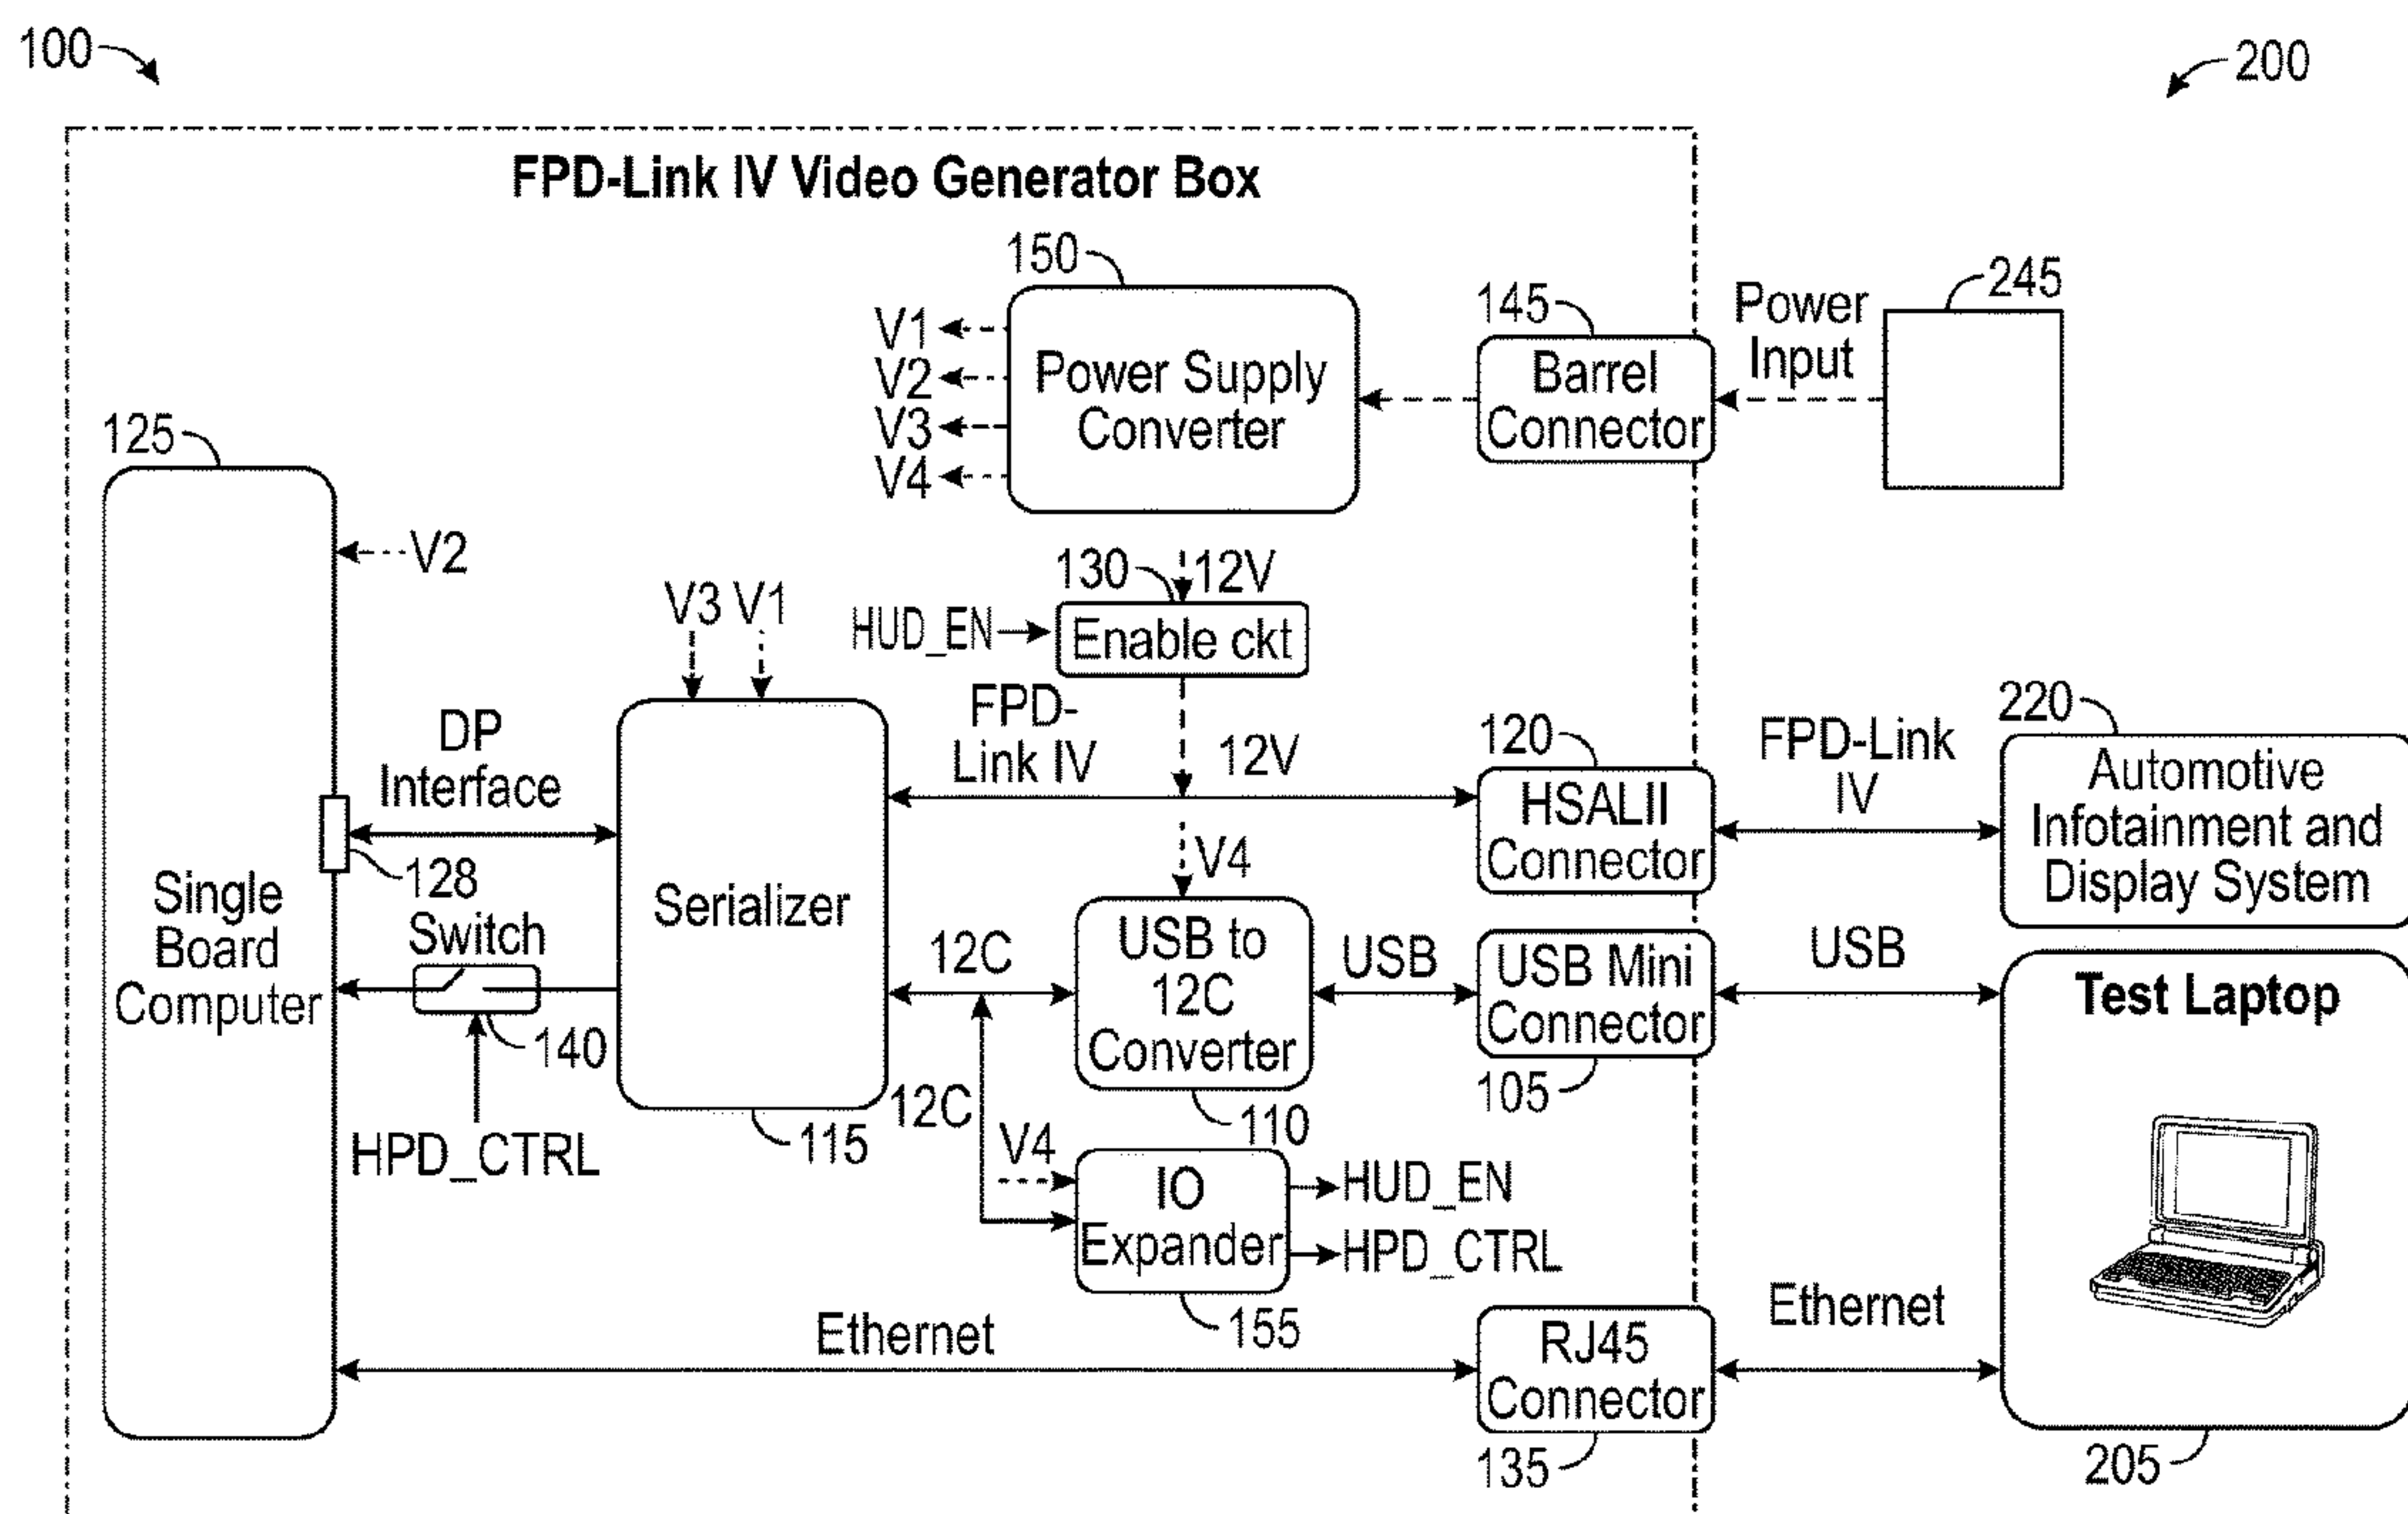 100
200
FPD-Link IV Video Generator Box
150
V1
V2
V3
V4
Power Supply
Converter
145
Barrel
Connector
Power
Input
245
125
V2
Single
Board
Computer
128
DP
Interface
Switch
140
HPD_CTRL
V3 V1
Serializer
115
130
12V
HUD_EN
Enable ckt
FPD-
Link IV
12V
120
HSALII
Connector
FPD-Link
IV
220
Automotive
Infotainment and
Display System
V4
12C
USB to
12C
Converter
110
USB
USB Mini
Connector
105
USB
Test Laptop
205
12C
V4
IO
Expander
155
HUD_EN
HPD_CTRL
Ethernet
RJ45
Connector
135
Ethernet